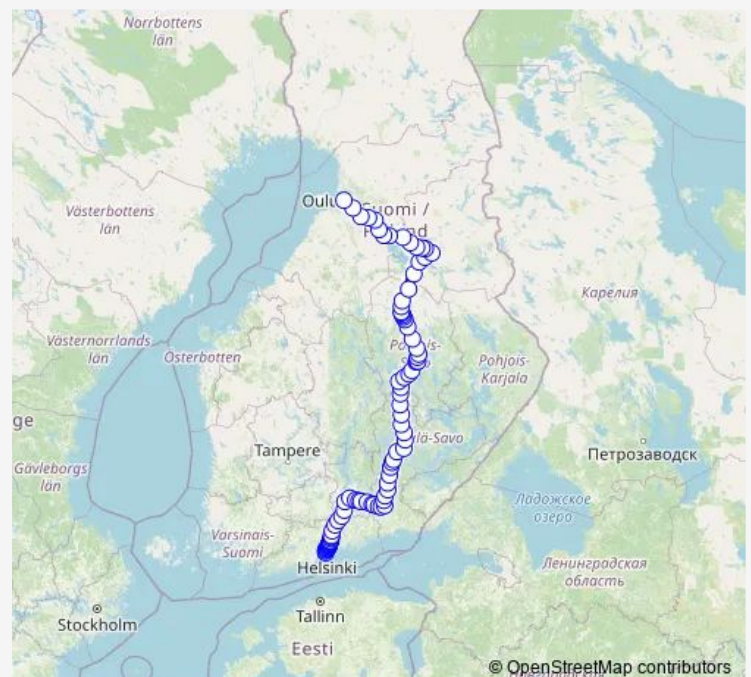 Norrbottens
län
Oulu
Suomi /
Västerbottens
län
Карелия
Västernorrlands
län
Österbotten
Pohjois-
Karjala
Tampere
Петрозаводск
Gävleborgs
län
Ладожское
озеро
Varsinais-
Suomi
Helsinki
Ленинградская
область
Stockholm
Tallinn
Eesti
© OpenStreetMap contributors